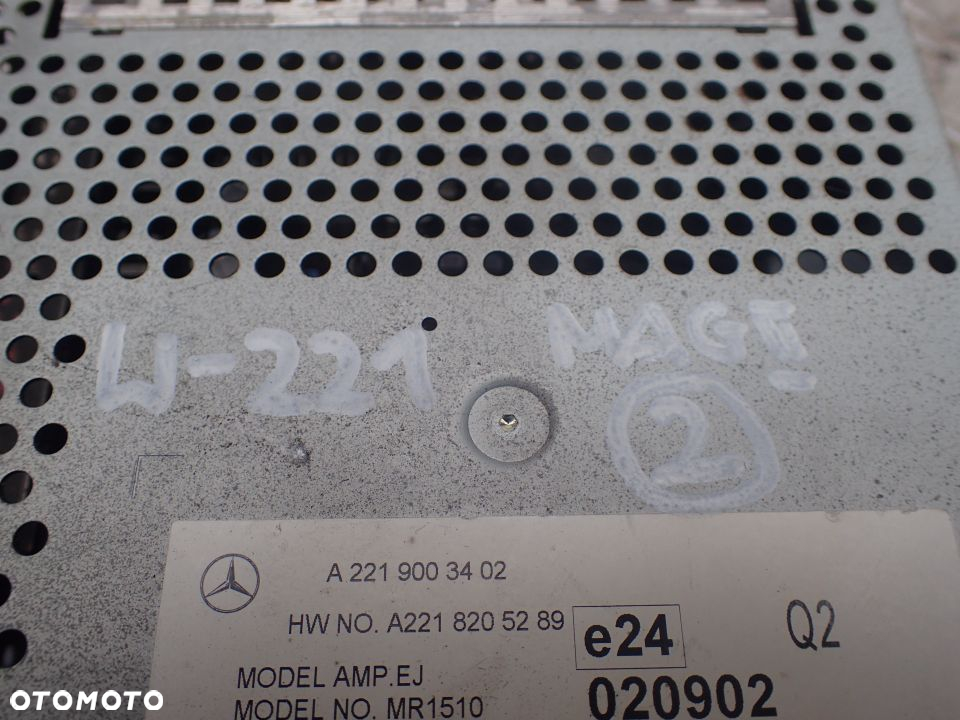 W-221
MAGI
2
A 221 900 34 02
HW NO. A221 820 52 89
e24
Q2
MODEL AMP.EJ
020902
MODEL NO. MR1510
OTOMOTO